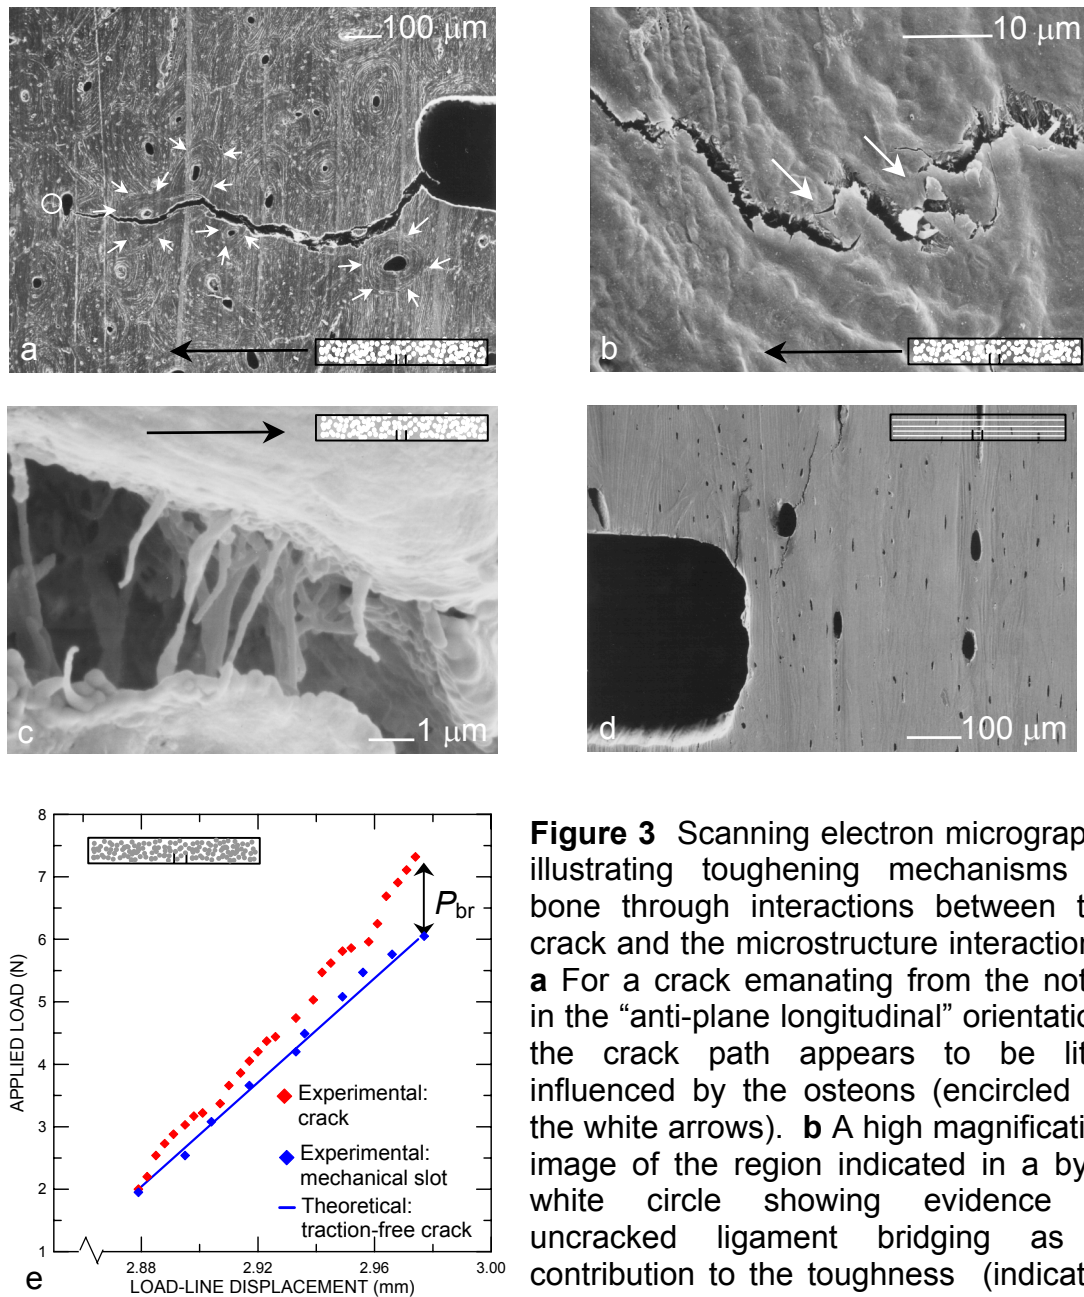 100 μm
a
10 μm
b
c
1 μm
d
100 μm
8
7
6
5
4
3
2
1
APPLIED LOAD (N)
P_br
Experimental:
crack
Experimental:
mechanical slot
Theoretical:
traction-free crack
2.88
2.92
2.96
3.00
LOAD-LINE DISPLACEMENT (mm)
e
Figure 3 Scanning electron micrograp
illustrating toughening mechanisms
bone through interactions between t
crack and the microstructure interaction
a For a crack emanating from the not
in the “anti-plane longitudinal” orientatio
the crack path appears to be lit
influenced by the osteons (encircled
the white arrows). b A high magnificati
image of the region indicated in a by
white circle showing evidence
uncracked ligament bridging as
contribution to the toughness (indicat